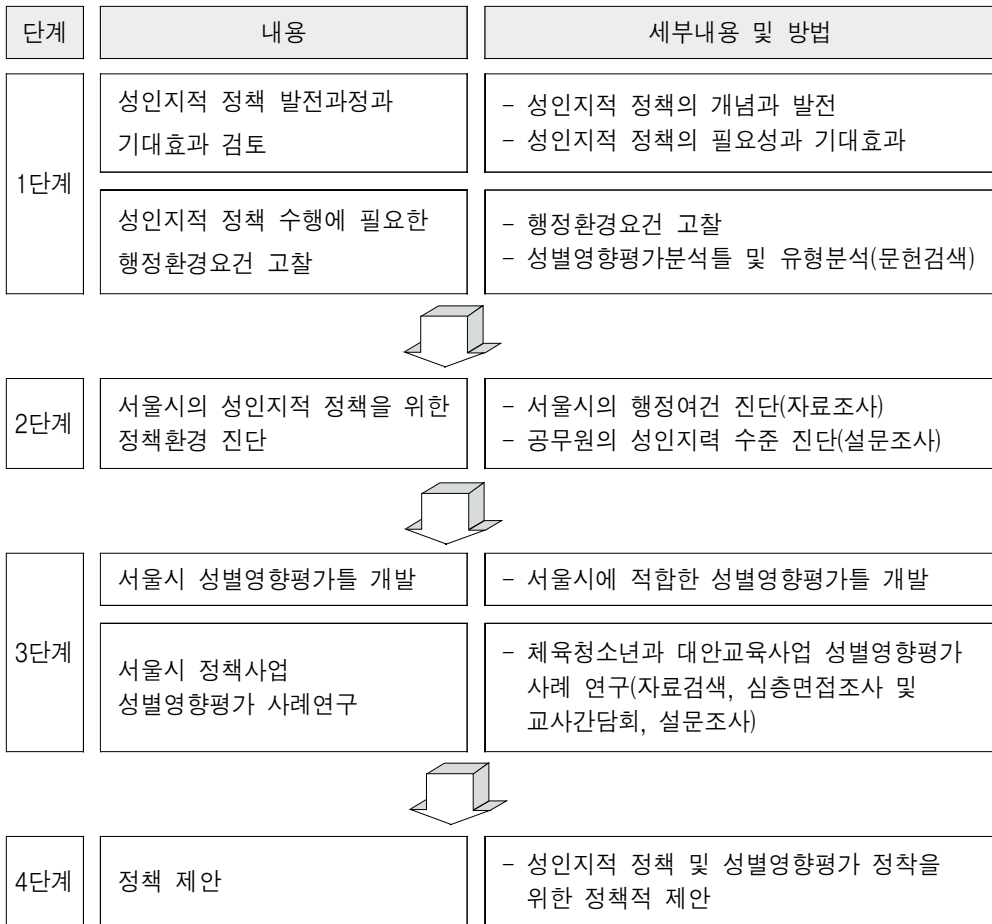 단계 내용 세부내용 및 방법
1단계
성인지적 정책 발전과정과
기대효과 검토
- 성인지적 정책의 개념과 발전
- 성인지적 정책의 필요성과 기대효과
성인지적 정책 수행에 필요한
행정환경요건 고찰
- 행정환경요건 고찰
- 성별영향평가분석틀 및 유형분석(문헌검색)
2단계
서울시의 성인지적 정책을 위한
정책환경 진단
- 서울시의 행정여건 진단(자료조사)
- 공무원의 성인지력 수준 진단(설문조사)
3단계
서울시 성별영향평가틀 개발
- 서울시에 적합한 성별영향평가틀 개발
서울시 정책사업
성별영향평가 사례연구
- 체육청소년과 대안교육사업 성별영향평가
사례 연구(자료검색, 심층면접조사 및
교사간담회, 설문조사)
4단계
정책 제안
- 성인지적 정책 및 성별영향평가 정착을
위한 정책적 제안